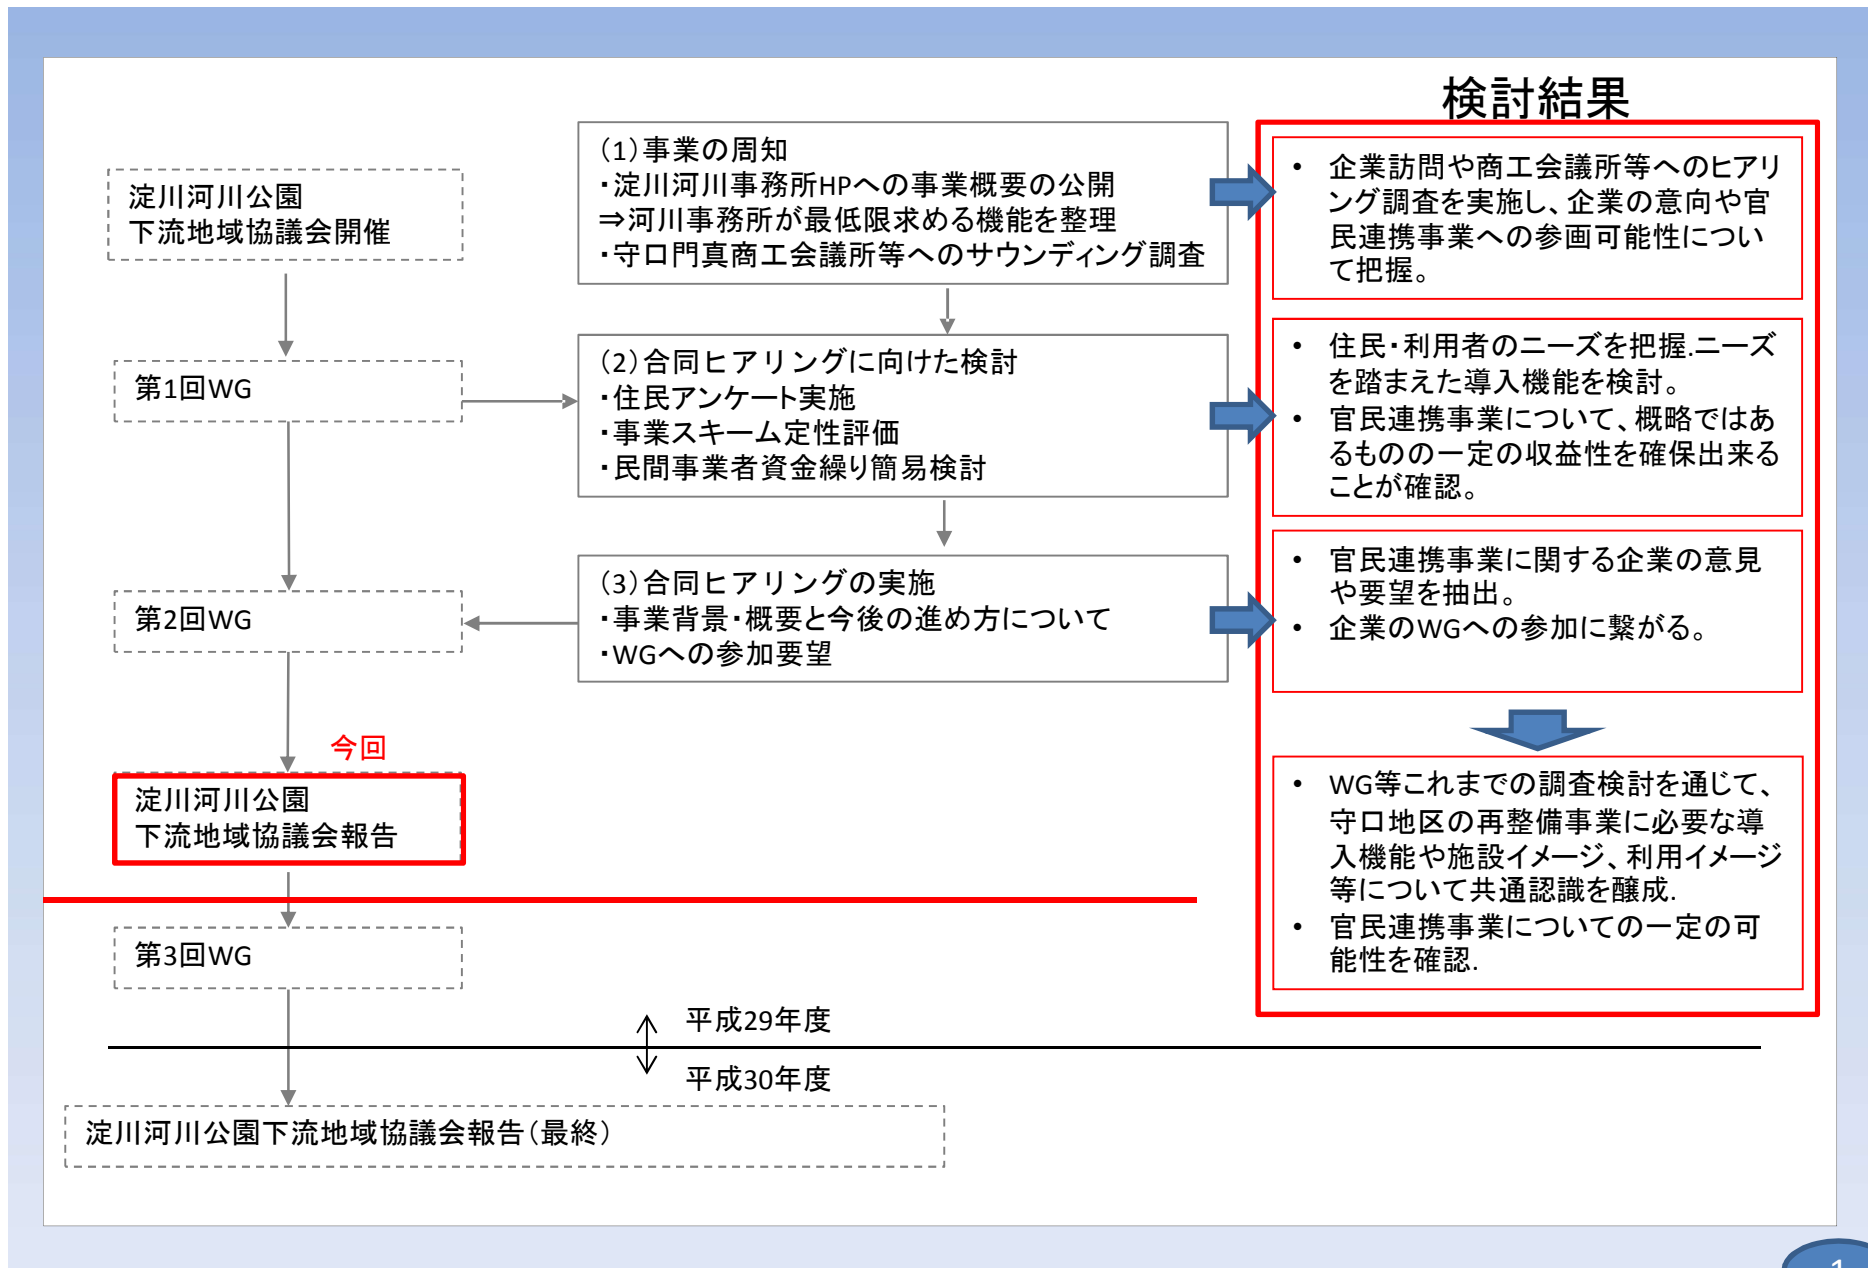 検討結果
淀川河川公園
下流地域協議会開催
第1回WG
第2回WG
今回
淀川河川公園
下流地域協議会報告
第3回WG
平成29年度
平成30年度
淀川河川公園下流地域協議会報告（最終）
（1）事業の周知
・淀川河川事務所HPへの事業概要の公開
⇒河川事務所が最低限求める機能を整理
・守口門真商工会議所等へのサウンディング調査
（2）合同ヒアリングに向けた検討
・住民アンケート実施
・事業スキーム定性評価
・民間事業者資金繰り簡易検討
（3）合同ヒアリングの実施
・事業背景・概要と今後の進め方について
・WGへの参加要望
• 企業訪問や商工会議所等へのヒアリ
ング調査を実施し、企業の意向や官
民連携事業への参画可能性につい
て把握。
• 住民・利用者のニーズを把握.ニーズ
を踏まえた導入機能を検討。
• 官民連携事業について、概略ではあ
るものの一定の収益性を確保出来る
ことが確認。
• 官民連携事業に関する企業の意見
や要望を抽出。
• 企業のWGへの参加に繋がる。
• WG等これまでの調査検討を通じて、
守口地区の再整備事業に必要な導
入機能や施設イメージ、利用イメージ
等について共通認識を醸成.
• 官民連携事業についての一定の可
能性を確認.
1